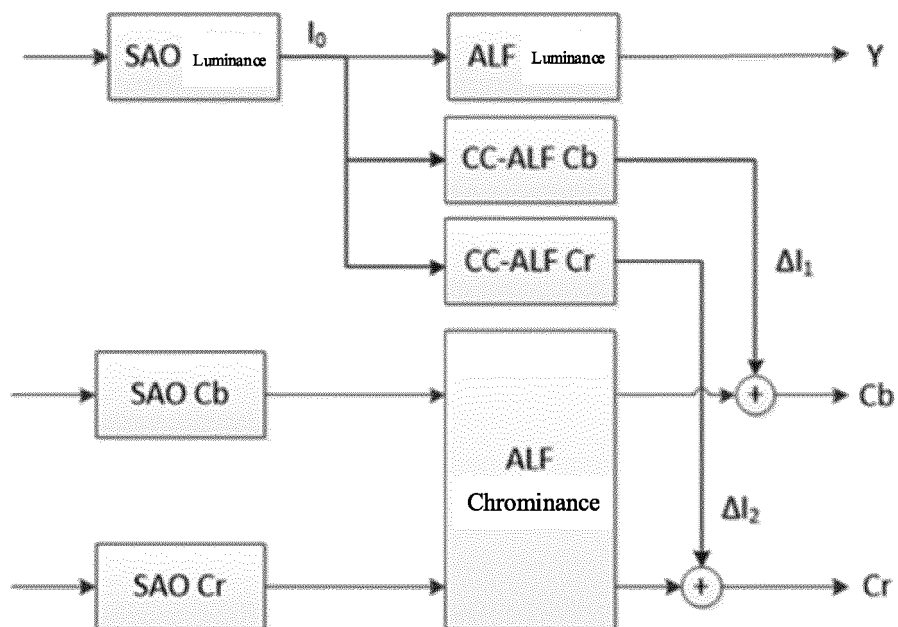 I₀
SAO Luminance
ALF Luminance
Y
CC-ALF Cb
CC-ALF Cr
ΔI₁
SAO Cb
+
Cb
ALF
Chrominance
ΔI₂
SAO Cr
+
Cr